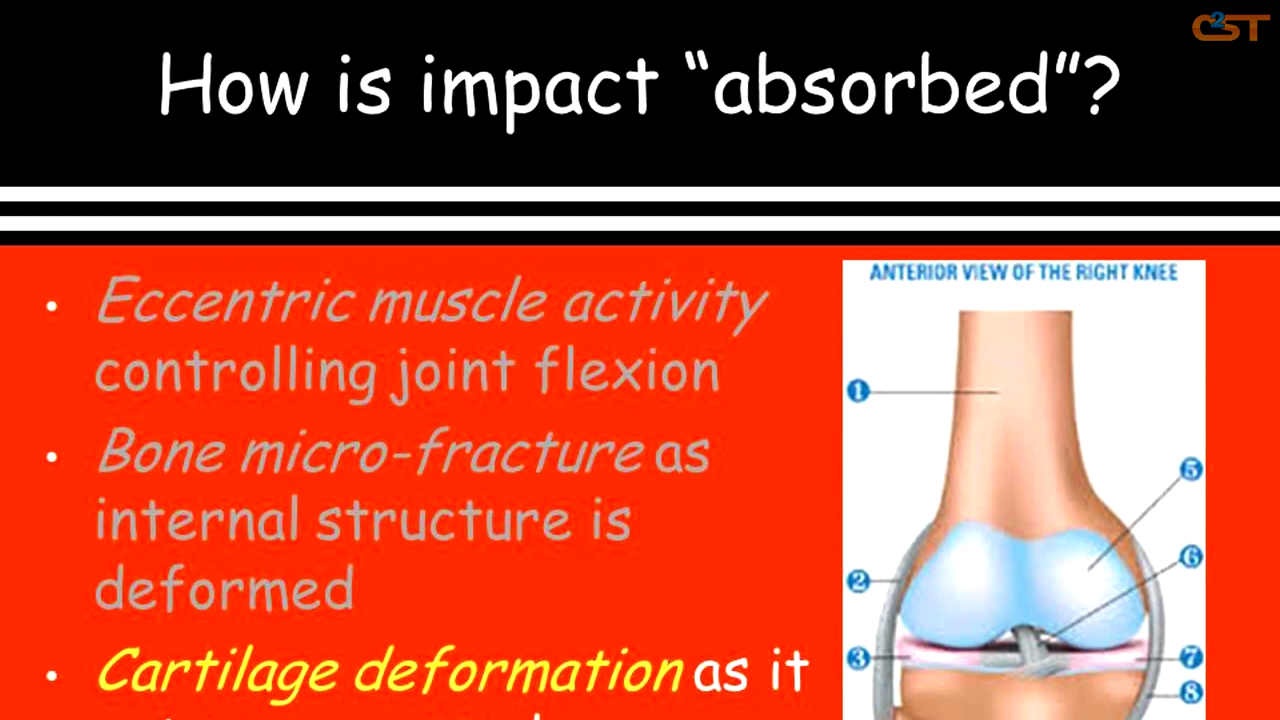 C2ST
How is impact “absorbed”?
• Eccentric muscle activity
controlling joint flexion
• Bone micro-fracture as
internal structure is
deformed
• Cartilage deformation as it
ANTERIOR VIEW OF THE RIGHT KNEE
1
5
6
2
3
7
8